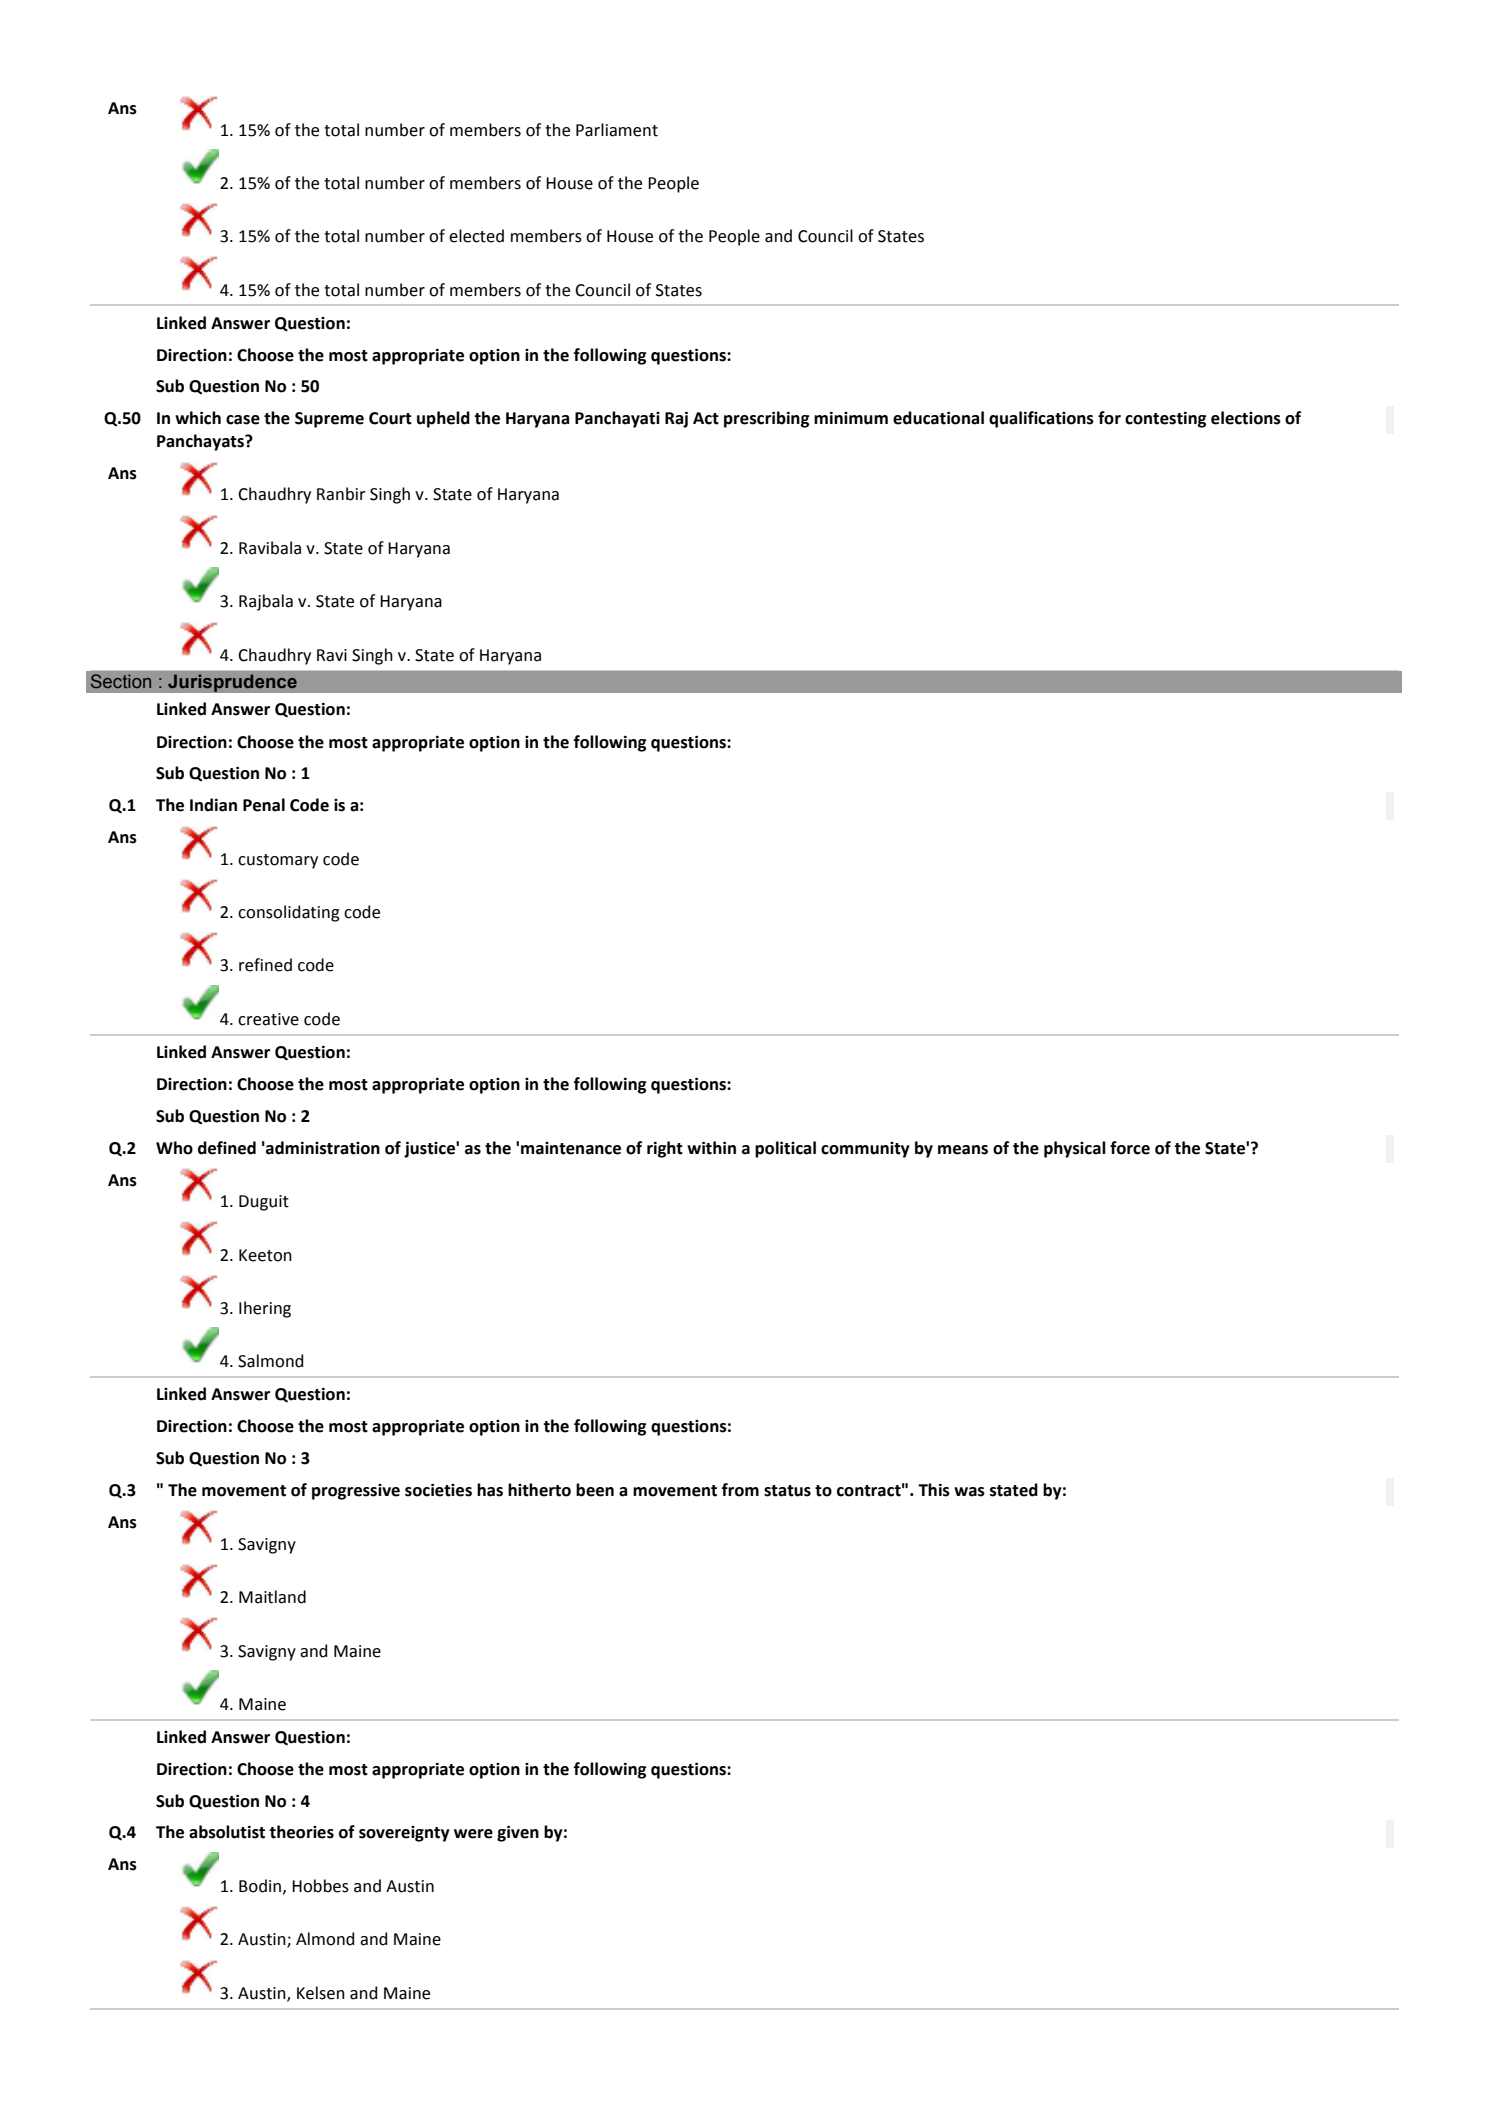 Ans
1. 15% of the total number of members of the Parliament
2. 15% of the total number of members of House of the People
3. 15% of the total number of elected members of House of the People and Council of States
4. 15% of the total number of members of the Council of States
Linked Answer Question:
Direction: Choose the most appropriate option in the following questions:
Sub Question No : 50
Q.50 In which case the Supreme Court upheld the Haryana Panchayati Raj Act prescribing minimum educational qualifications for contesting elections of
Panchayats?
Ans
1. Chaudhry Ranbir Singh v. State of Haryana
2. Ravibala v. State of Haryana
3. Rajbala v. State of Haryana
4. Chaudhry Ravi Singh v. State of Haryana
Section : Jurisprudence
Linked Answer Question:
Direction: Choose the most appropriate option in the following questions:
Sub Question No : 1
Q.1 The Indian Penal Code is a:
Ans
1. customary code
2. consolidating code
3. refined code
4. creative code
Linked Answer Question:
Direction: Choose the most appropriate option in the following questions:
Sub Question No : 2
Q.2 Who defined 'administration of justice' as the 'maintenance of right within a political community by means of the physical force of the State'?
Ans
1. Duguit
2. Keeton
3. Ihering
4. Salmond
Linked Answer Question:
Direction: Choose the most appropriate option in the following questions:
Sub Question No : 3
Q.3 " The movement of progressive societies has hitherto been a movement from status to contract". This was stated by:
Ans
1. Savigny
2. Maitland
3. Savigny and Maine
4. Maine
Linked Answer Question:
Direction: Choose the most appropriate option in the following questions:
Sub Question No : 4
Q.4 The absolutist theories of sovereignty were given by:
Ans
1. Bodin, Hobbes and Austin
2. Austin; Almond and Maine
3. Austin, Kelsen and Maine